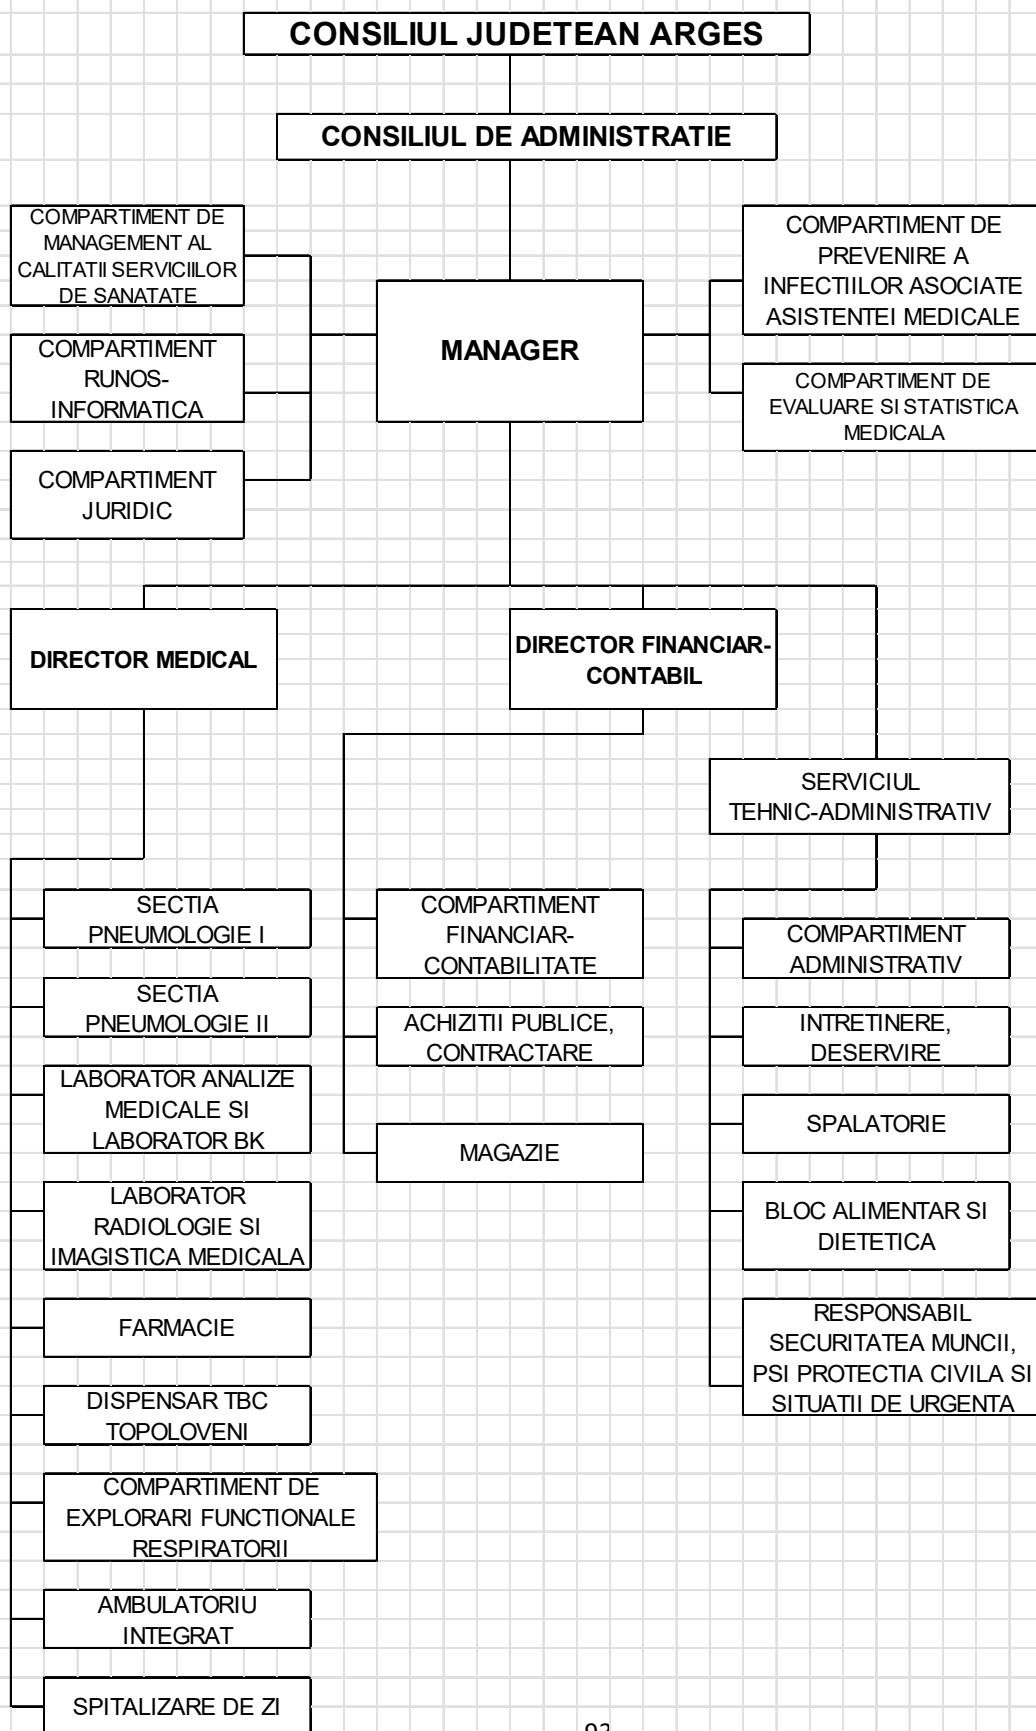 CONSILIUL JUDETEAN ARGES
CONSILIUL DE ADMINISTRATIE
COMPARTIMENT DE
MANAGEMENT AL
CALITATII SERVICIILOR
DE SANATATE
COMPARTIMENT
RUNOS-
INFORMATICA
COMPARTIMENT
JURIDIC
MANAGER
COMPARTIMENT DE
PREVENIRE A
INFECTIILOR ASOCIATE
ASISTENTEI MEDICALE
COMPARTIMENT DE
EVALUARE SI STATISTICA
MEDICALA
DIRECTOR MEDICAL
DIRECTOR FINANCIAR-
CONTABIL
SERVICIUL
TEHNIC-ADMINISTRATIV
SECTIA
PNEUMOLOGIE I
SECTIA
PNEUMOLOGIE II
LABORATOR ANALIZE
MEDICALE SI
LABORATOR BK
LABORATOR
RADIOLOGIE SI
IMAGISTICA MEDICALA
FARMACIE
DISPENSAR TBC
TOPOLOVENI
COMPARTIMENT DE
EXPLORARI FUNCTIONALE
RESPIRATORII
AMBULATORIU
INTEGRAT
SPITALIZARE DE ZI
COMPARTIMENT
FINANCIAR-
CONTABILITATE
ACHIZITII PUBLICE,
CONTRACTARE
MAGAZIE
COMPARTIMENT
ADMINISTRATIV
INTRETINERE,
DESERVIRE
SPALATORIE
BLOC ALIMENTAR SI
DIETETICA
RESPONSABIL
SECURITATEA MUNCII,
PSI PROTECTIA CIVILA SI
SITUATII DE URGENTA